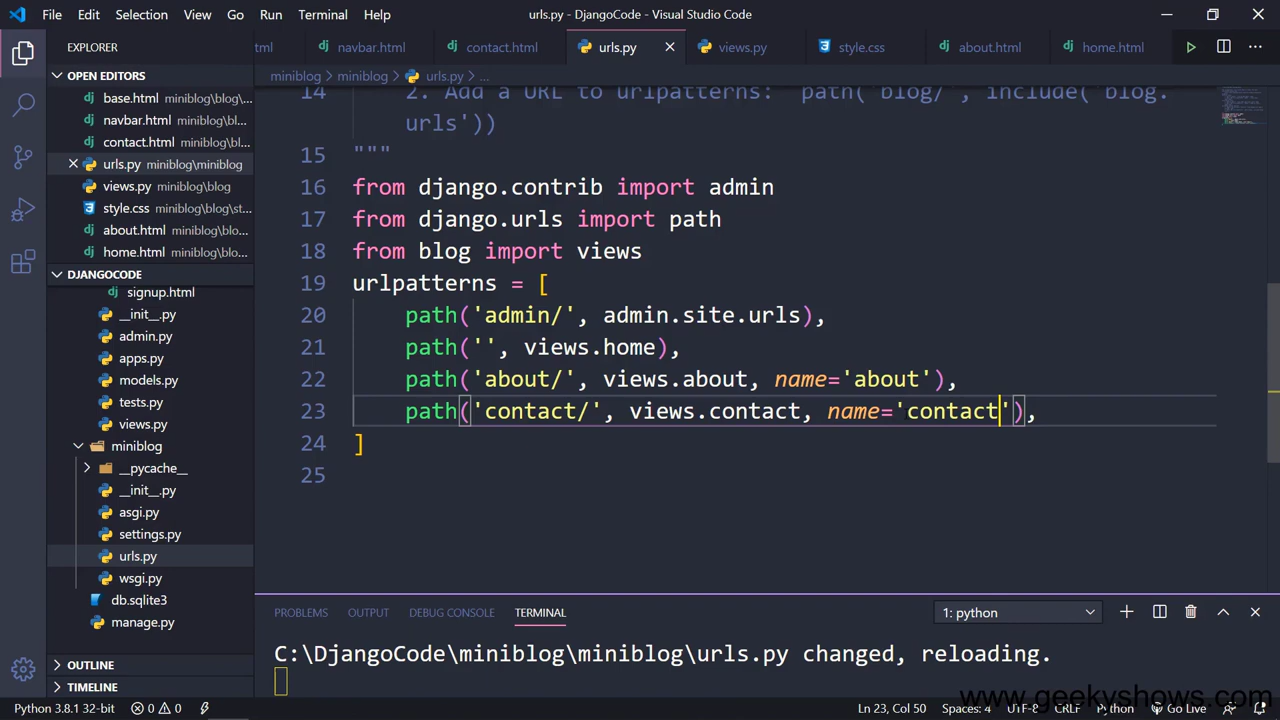 File Edit Selection View Go Run Terminal Help
urls.py - DjangoCode - Visual Studio Code
EXPLORER
html navbar.html contact.html urls.py views.py style.css about.html home.html
miniblog miniblog urls.py ...
OPEN EDITORS
base.html miniblog\blog\...
navbar.html miniblog\bl...
contact.html miniblog\bl...
urls.py miniblog\miniblog
views.py miniblog\blog
style.css miniblog\blog\st...
about.html miniblog\blo...
home.html miniblog\blo...
DJANGOCODE
signup.html
__init__.py
admin.py
apps.py
models.py
tests.py
views.py
miniblog
__pycache__
__init__.py
asgi.py
settings.py
urls.py
wsgi.py
db.sqlite3
manage.py
OUTLINE
TIMELINE
14 2. Add a URL to urlpatterns: path('blog/', include('blog.
urls'))
15 """
16 from django.contrib import admin
17 from django.urls import path
18 from blog import views
19 urlpatterns = [
20 path('admin/', admin.site.urls),
21 path('', views.home),
22 path('about/', views.about, name='about'),
23 path('contact/', views.contact, name='contact'),
24 ]
25
PROBLEMS OUTPUT DEBUG CONSOLE TERMINAL 1: python
C:\DjangoCode\miniblog\miniblog\urls.py changed, reloading.
www.geekyshows.com
Python 3.8.1 32-bit 0 0 Ln 23, Col 50 Spaces: 4 UTF-8 CRLF Python Go Live